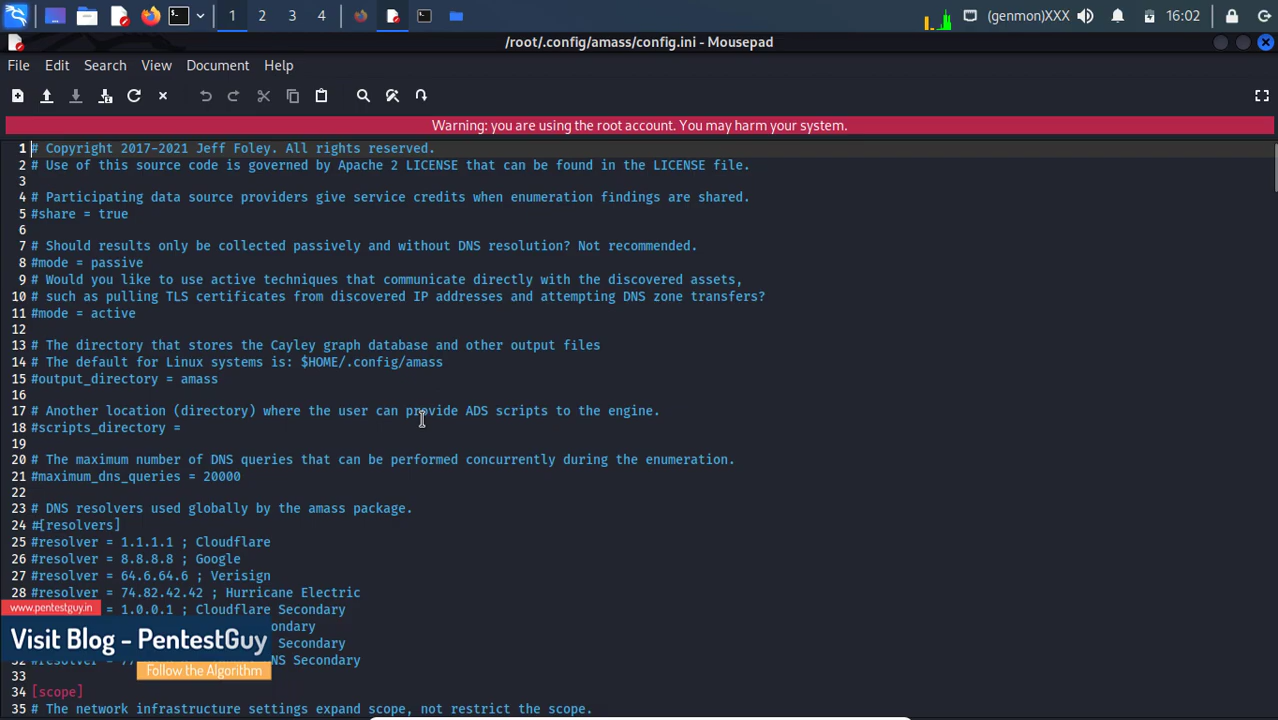 1 2 3 4 (genmon)XXX 16:02
/root/.config/amass/config.ini - Mousepad
File Edit Search View Document Help
Warning: you are using the root account. You may harm your system.
1 # Copyright 2017-2021 Jeff Foley. All rights reserved.
2 # Use of this source code is governed by Apache 2 LICENSE that can be found in the LICENSE file.
3
4 # Participating data source providers give service credits when enumeration findings are shared.
5 #share = true
6
7 # Should results only be collected passively and without DNS resolution? Not recommended.
8 #mode = passive
9 # Would you like to use active techniques that communicate directly with the discovered assets,
10 # such as pulling TLS certificates from discovered IP addresses and attempting DNS zone transfers?
11 #mode = active
12
13 # The directory that stores the Cayley graph database and other output files
14 # The default for Linux systems is: $HOME/.config/amass
15 #output_directory = amass
16
17 # Another location (directory) where the user can provide ADS scripts to the engine.
18 #scripts_directory =
19
20 # The maximum number of DNS queries that can be performed concurrently during the enumeration.
21 #maximum_dns_queries = 20000
22
23 # DNS resolvers used globally by the amass package.
24 #[resolvers]
25 #resolver = 1.1.1.1 ; Cloudflare
26 #resolver = 8.8.8.8 ; Google
27 #resolver = 64.6.64.6 ; Verisign
28 #resolver = 74.82.42.42 ; Hurricane Electric
www.pentestguy.in = 1.0.0.1 ; Cloudflare Secondary
Visit Blog - PentestGuy
Secondary
Secondary
Follow the Algorithm
33
34 [scope]
35 # The network infrastructure settings expand scope, not restrict the scope.